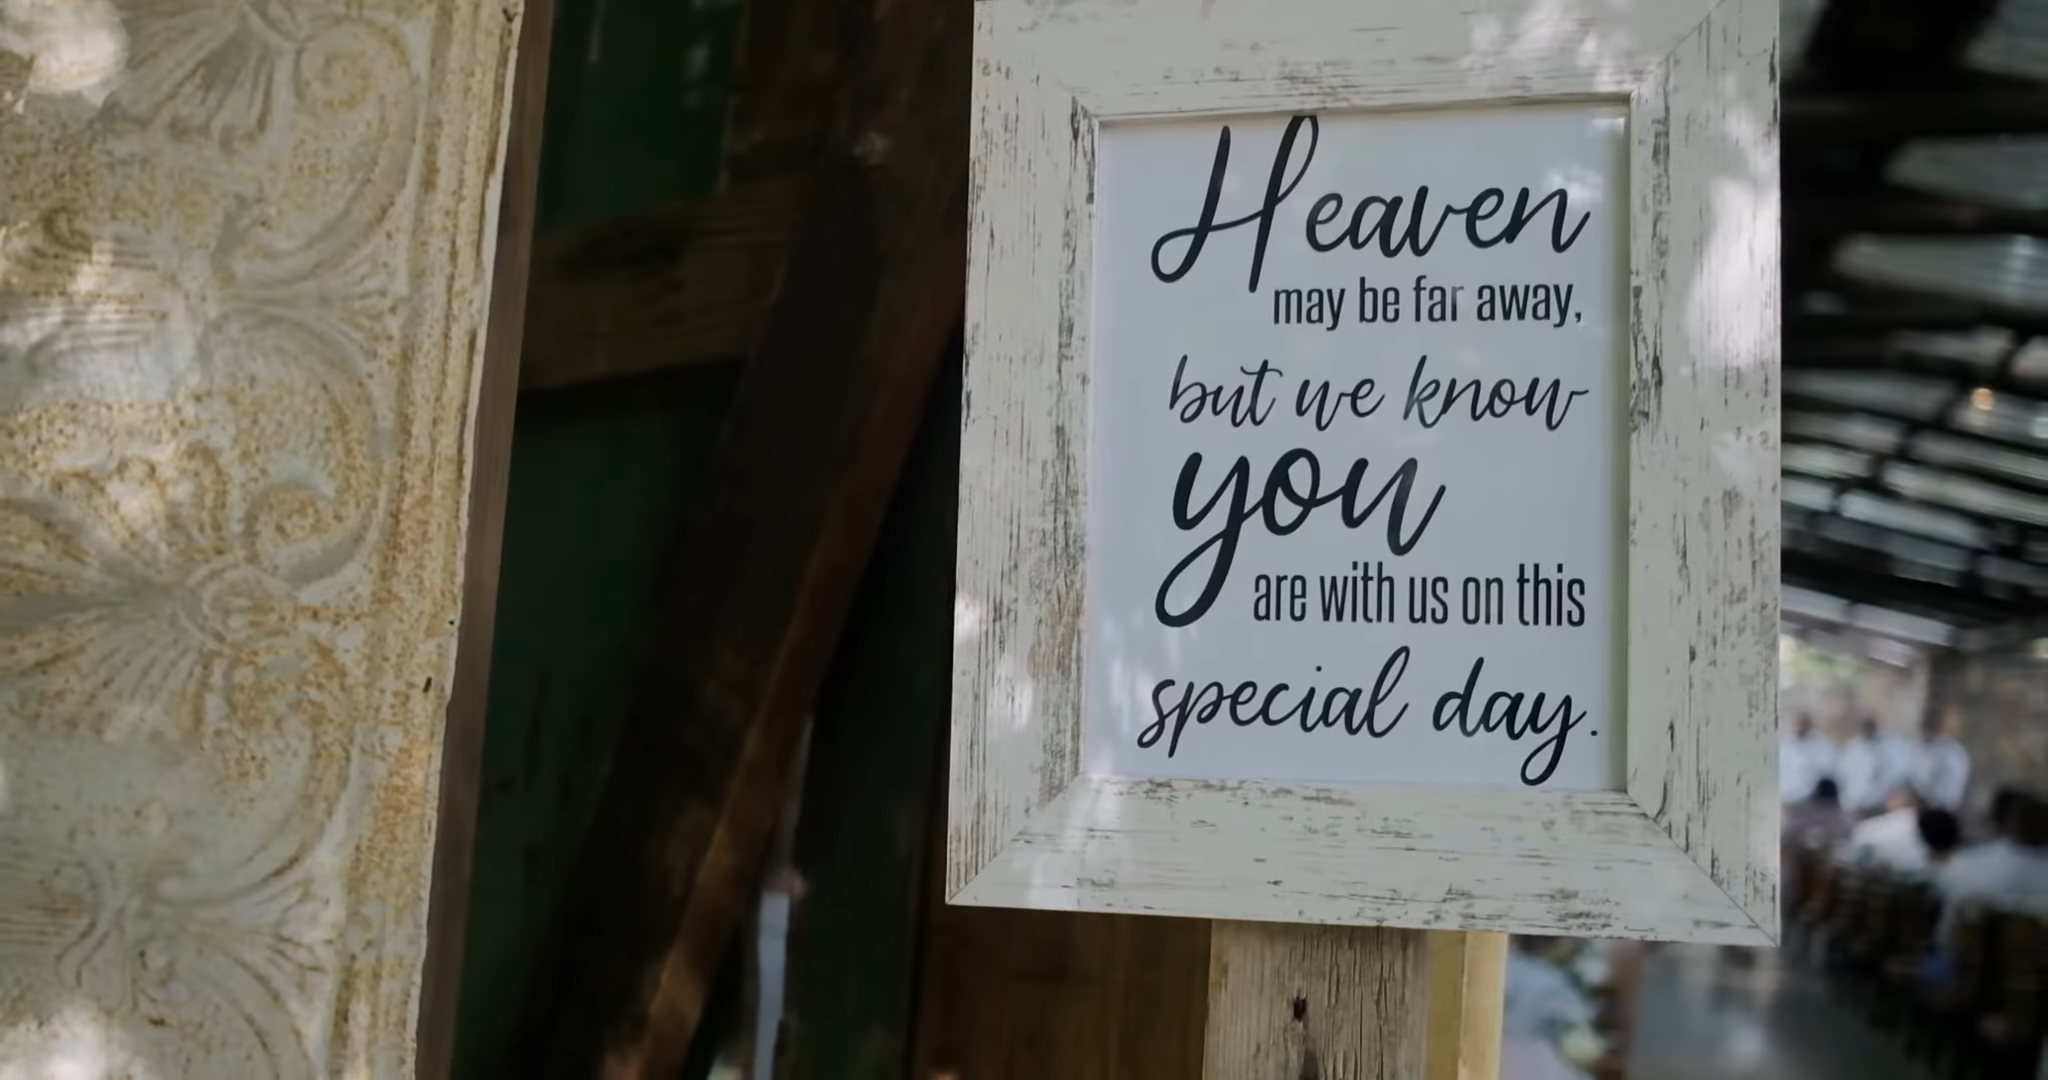 Heaven
may be far away,
but we know
you
are with us on this
special day.